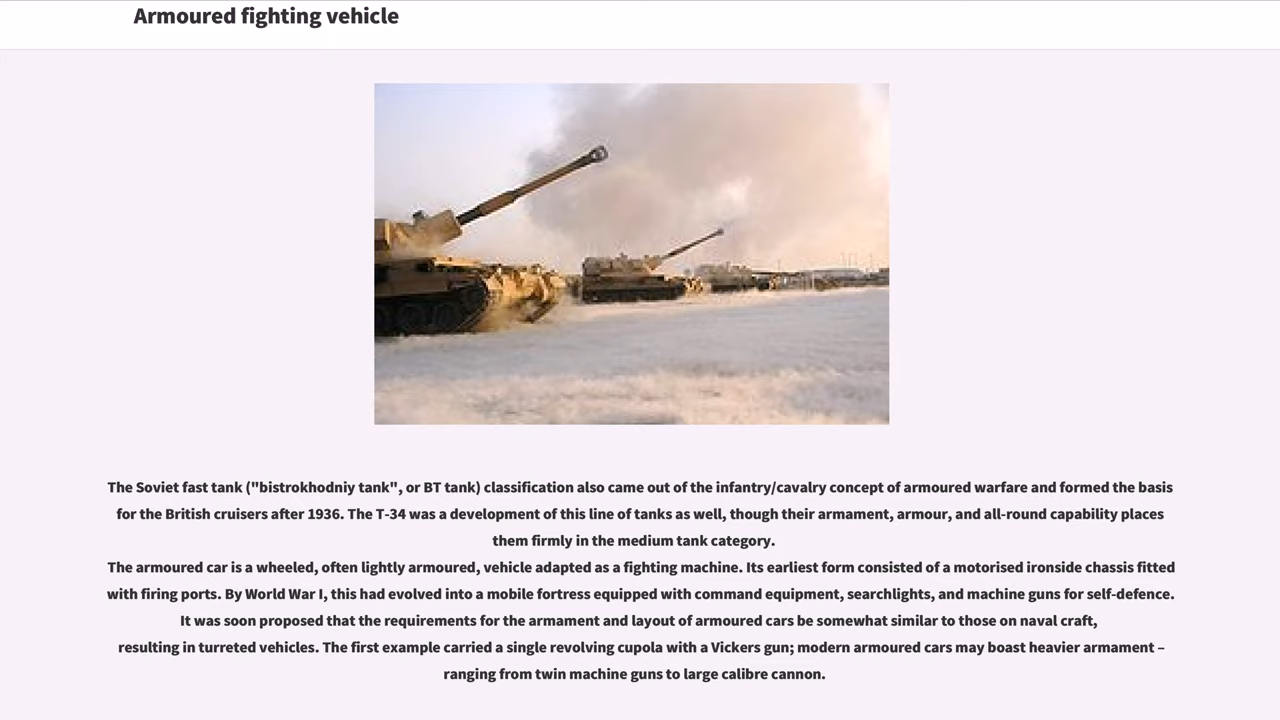 Armoured fighting vehicle
The Soviet fast tank ("bistrokhodniy tank", or BT tank) classification also came out of the infantry/cavalry concept of armoured warfare and formed the basis
for the British cruisers after 1936. The T-34 was a development of this line of tanks as well, though their armament, armour, and all-round capability places
them firmly in the medium tank category.
The armoured car is a wheeled, often lightly armoured, vehicle adapted as a fighting machine. Its earliest form consisted of a motorised ironside chassis fitted
with firing ports. By World War I, this had evolved into a mobile fortress equipped with command equipment, searchlights, and machine guns for self-defence.
It was soon proposed that the requirements for the armament and layout of armoured cars be somewhat similar to those on naval craft,
resulting in turreted vehicles. The first example carried a single revolving cupola with a Vickers gun; modern armoured cars may boast heavier armament –
ranging from twin machine guns to large calibre cannon.